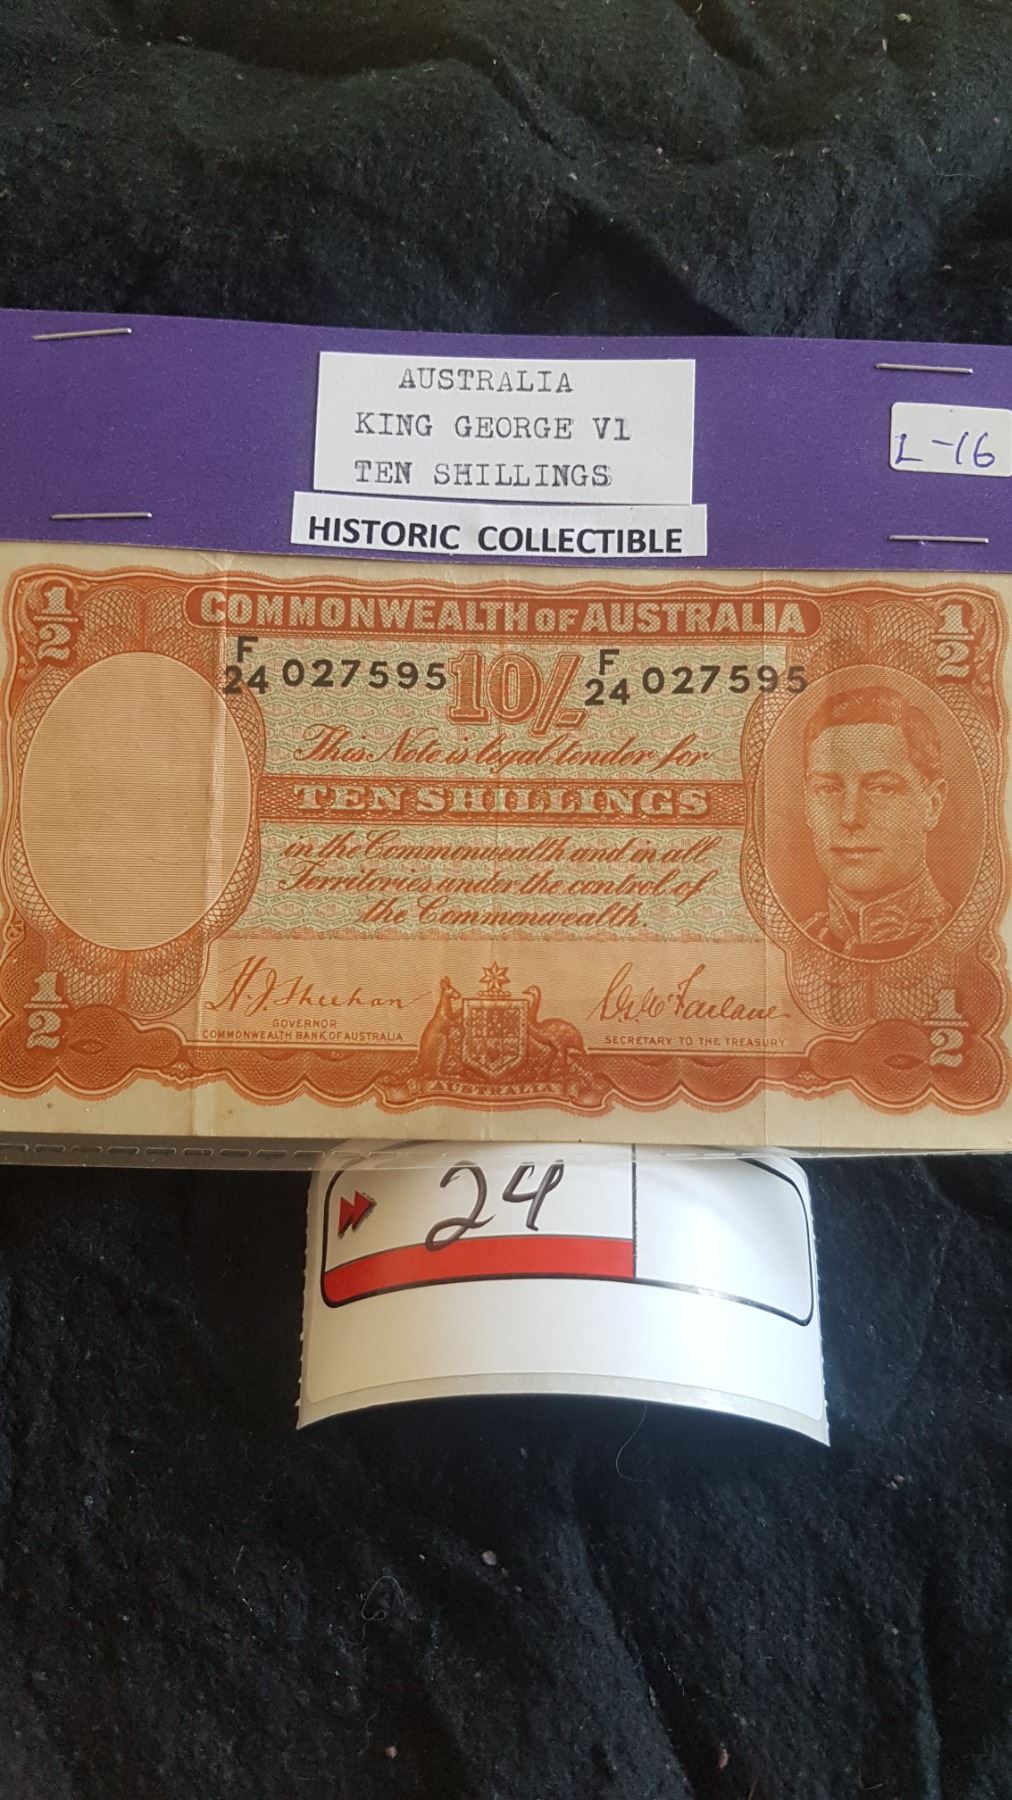 AUSTRALIA
KING GEORGE V1
TEN SHILLINGS
L-16
HISTORIC COLLECTIBLE
1/2
1/2
COMMONWEALTH OF AUSTRALIA
F/24 027595 10/- F/24 027595
This Note is legal tender for
TEN SHILLINGS
in the Commonwealth and in all
Territories under the control of
the Commonwealth.
H.J. Sheehan
GOVERNOR
COMMONWEALTH BANK OF AUSTRALIA
McFarlane
SECRETARY TO THE TREASURY
1/2
1/2
AUSTRALIA
24